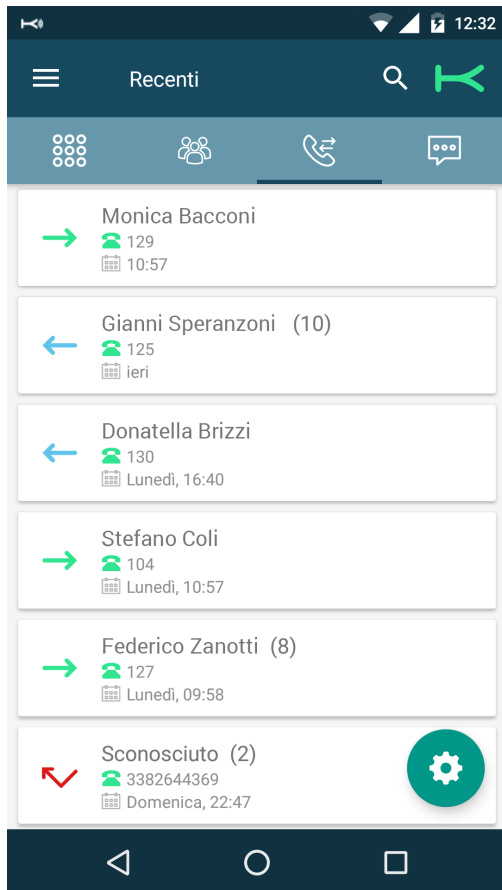 12:32
Recenti
Monica Bacconi
129
10:57
Gianni Speranzoni (10)
125
ieri
Donatella Brizzi
130
Lunedì, 16:40
Stefano Coli
104
Lunedì, 10:57
Federico Zanotti (8)
127
Lunedì, 09:58
Sconosciuto (2)
3382644369
Domenica, 22:47